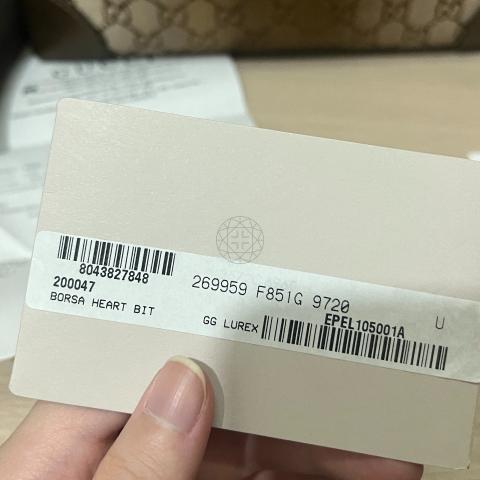 8043827848
200047
BORSA HEART BIT
269959 F85IG 9720
GG LUREX
EPEL105001A
U